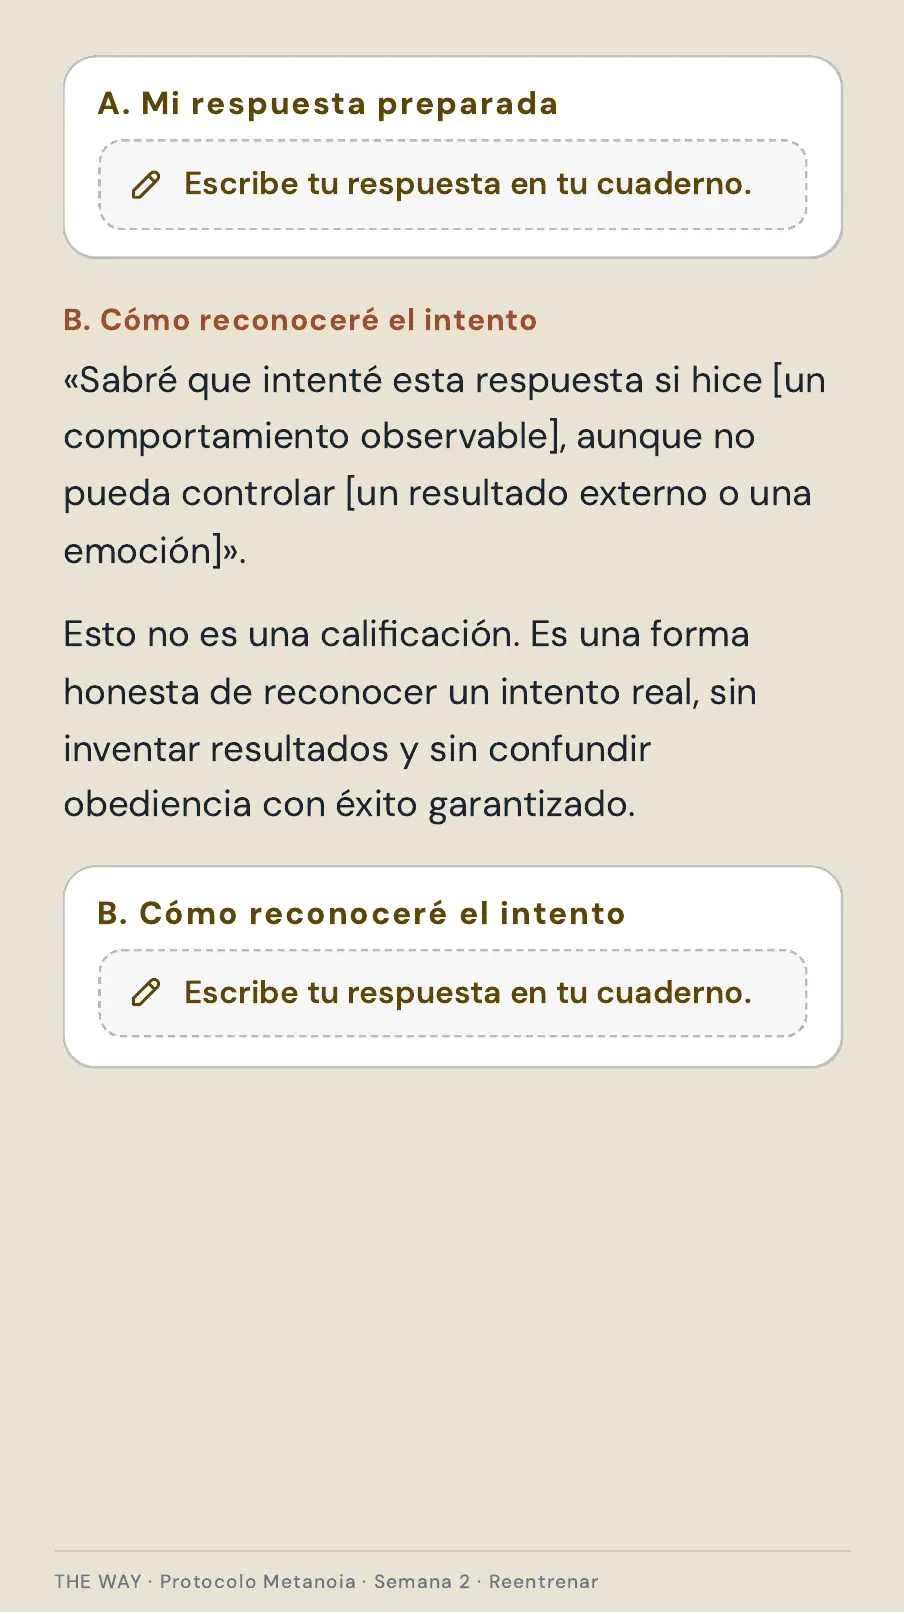 A. Mi respuesta preparada
Escribe tu respuesta en tu cuaderno.
B. Cómo reconoceré el intento
«Sabré que intenté esta respuesta si hice [un
comportamiento observable], aunque no
pueda controlar [un resultado externo o una
emoción]».
Esto no es una calificación. Es una forma
honesta de reconocer un intento real, sin
inventar resultados y sin confundir
obediencia con éxito garantizado.
B. Cómo reconoceré el intento
Escribe tu respuesta en tu cuaderno.
THE WAY · Protocolo Metanoia · Semana 2 · Reentrenar